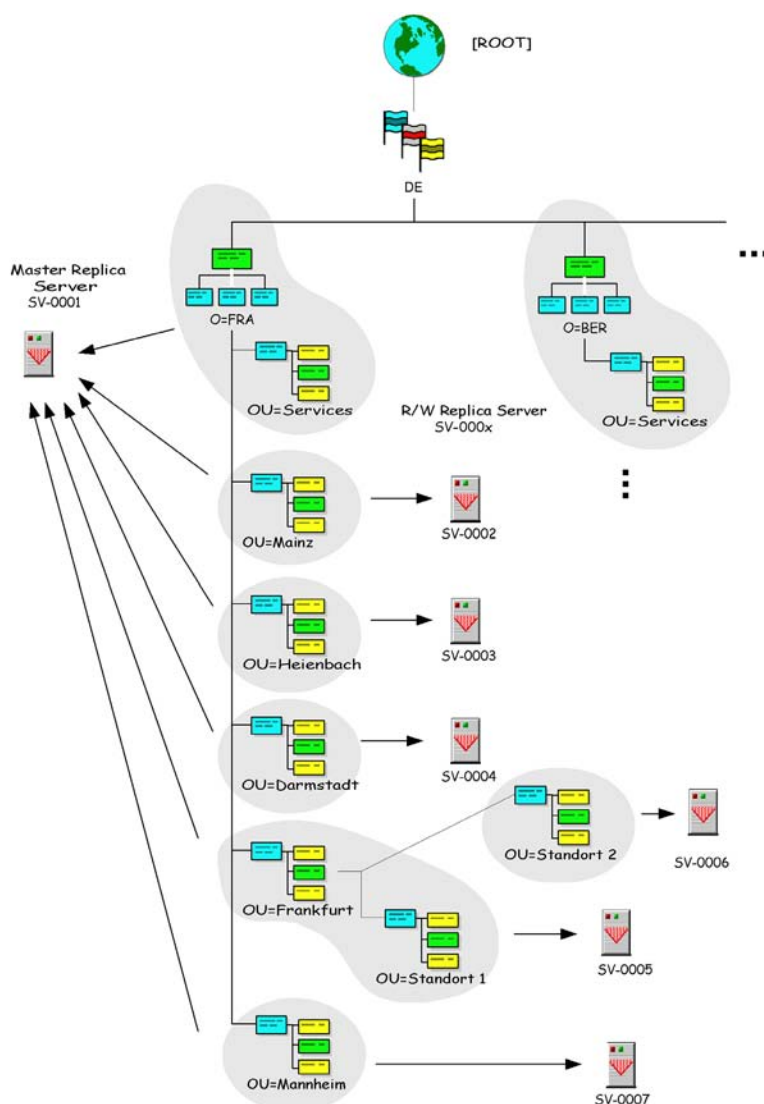 [ROOT]
DE
Master Replica
Server
SV-0001
O=FRA
O=BER
OU=Services
OU=Services
R/W Replica Server
SV-000x
OU=Mainz
SV-0002
OU=Heienbach
SV-0003
OU=Darmstadt
SV-0004
OU=Standort 2
SV-0006
OU=Frankfurt
OU=Standort 1
SV-0005
OU=Mannheim
SV-0007